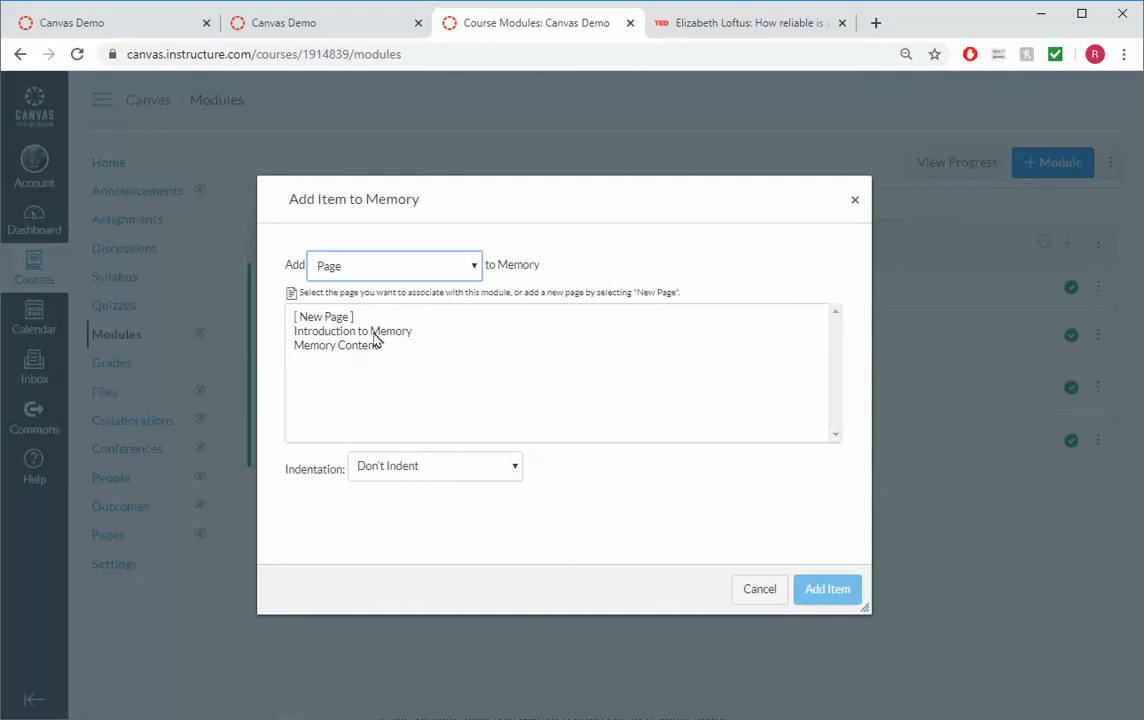 Canvas Demo
Canvas Demo
Course Modules: Canvas Demo
TED
Elizabeth Loftus: How reliable is
canvas.instructure.com/courses/1914839/modules
R
CANVAS
Canvas
Modules
Account
Dashboard
Courses
Calendar
Inbox
Commons
Help
Home
Announcements
Assignments
Discussions
Syllabus
Quizzes
Modules
Grades
Files
Collaborations
Conferences
People
Outcomes
Pages
Settings
View Progress
+ Module
Add Item to Memory
Add Page to Memory
Select the page you want to associate with this module, or add a new page by selecting "New Page".
[ New Page ]
Introduction to Memory
Memory Content
Indentation: Don't Indent
Cancel
Add Item